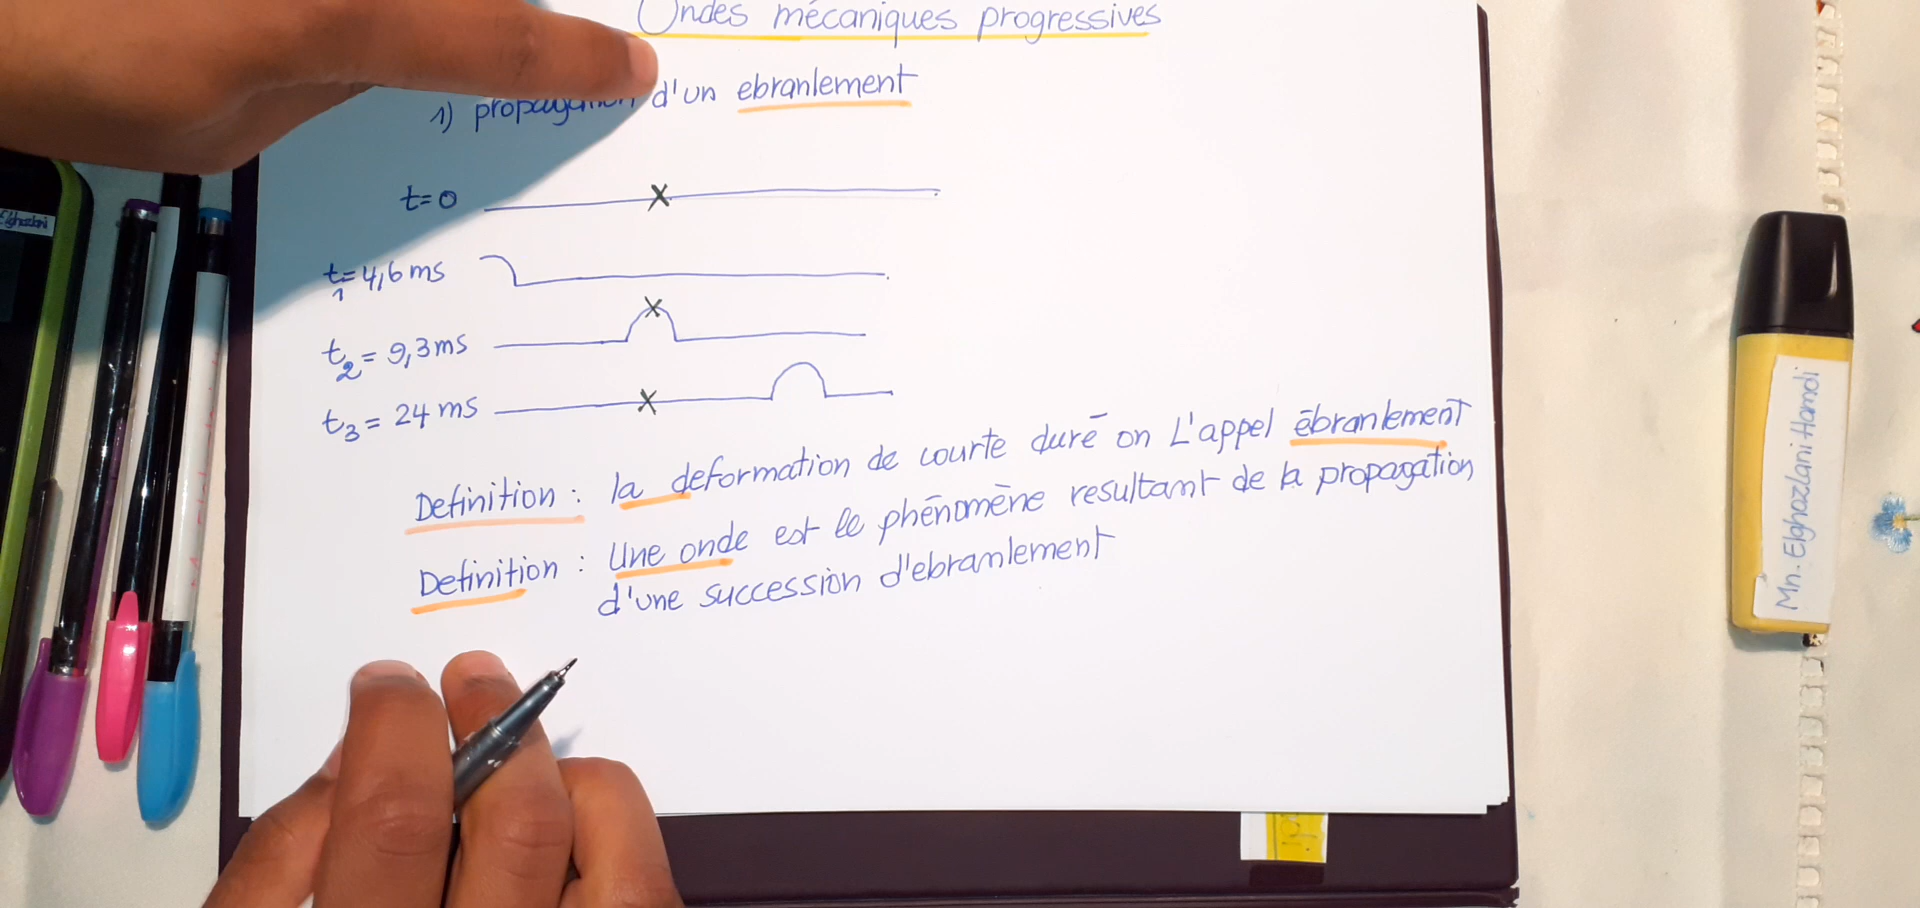 Ondes mécaniques progressives
1) propagation d'un ebranlement
t=0
t1=4,6ms
t2=9,3ms
t3=24ms
Definition : la deformation de courte duré on L'appel ébranlement
Definition : Une onde est le phénomène resultant de la propagation
d'une succession d'ebranlement
Elghazlani
Mn. Elghazlani Hamdi